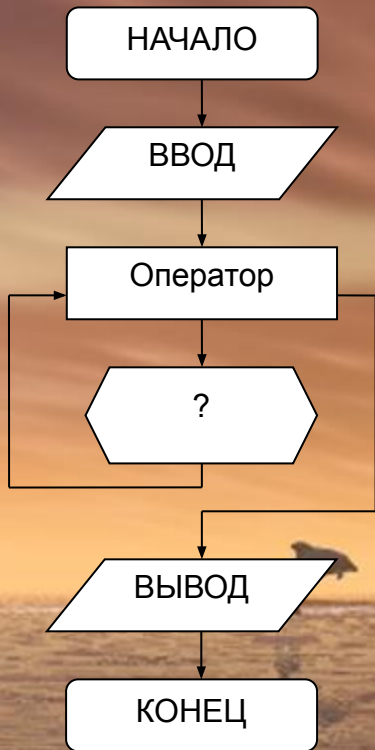 НАЧАЛО
ВВОД
Оператор
?
ВЫВОД
КОНЕЦ